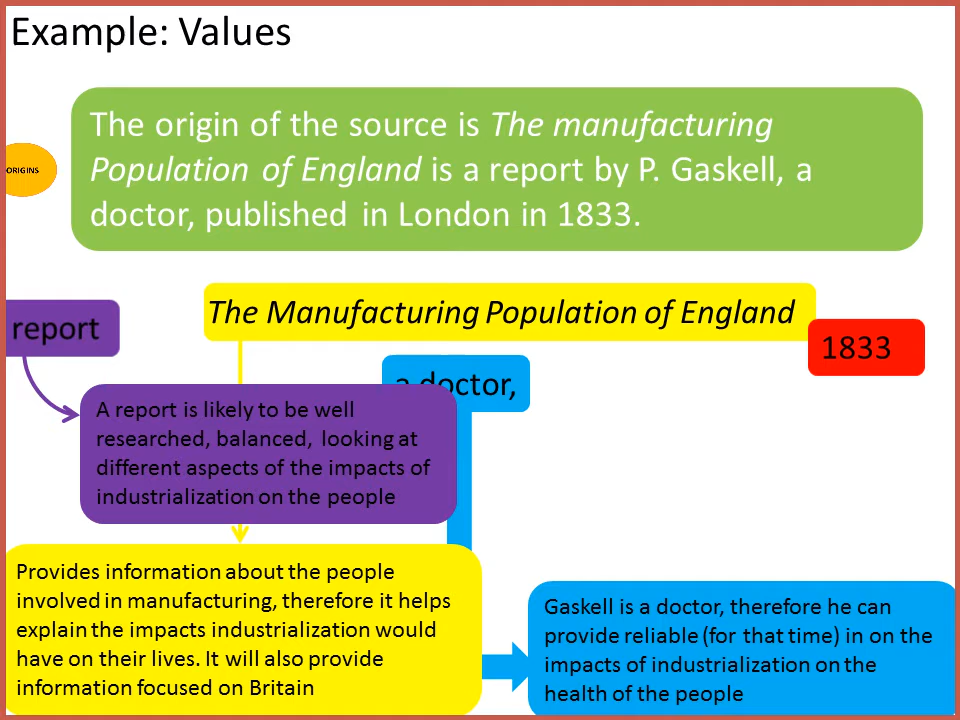 Example: Values
The origin of the source is The manufacturing
Population of England is a report by P. Gaskell, a
doctor, published in London in 1833.
ORIGINS
The Manufacturing Population of England
report
1833
a doctor,
A report is likely to be well
researched, balanced, looking at
different aspects of the impacts of
industrialization on the people
Provides information about the people
involved in manufacturing, therefore it helps
explain the impacts industrialization would
have on their lives. It will also provide
information focused on Britain
Gaskell is a doctor, therefore he can
provide reliable (for that time) in on the
impacts of industrialization on the
health of the people